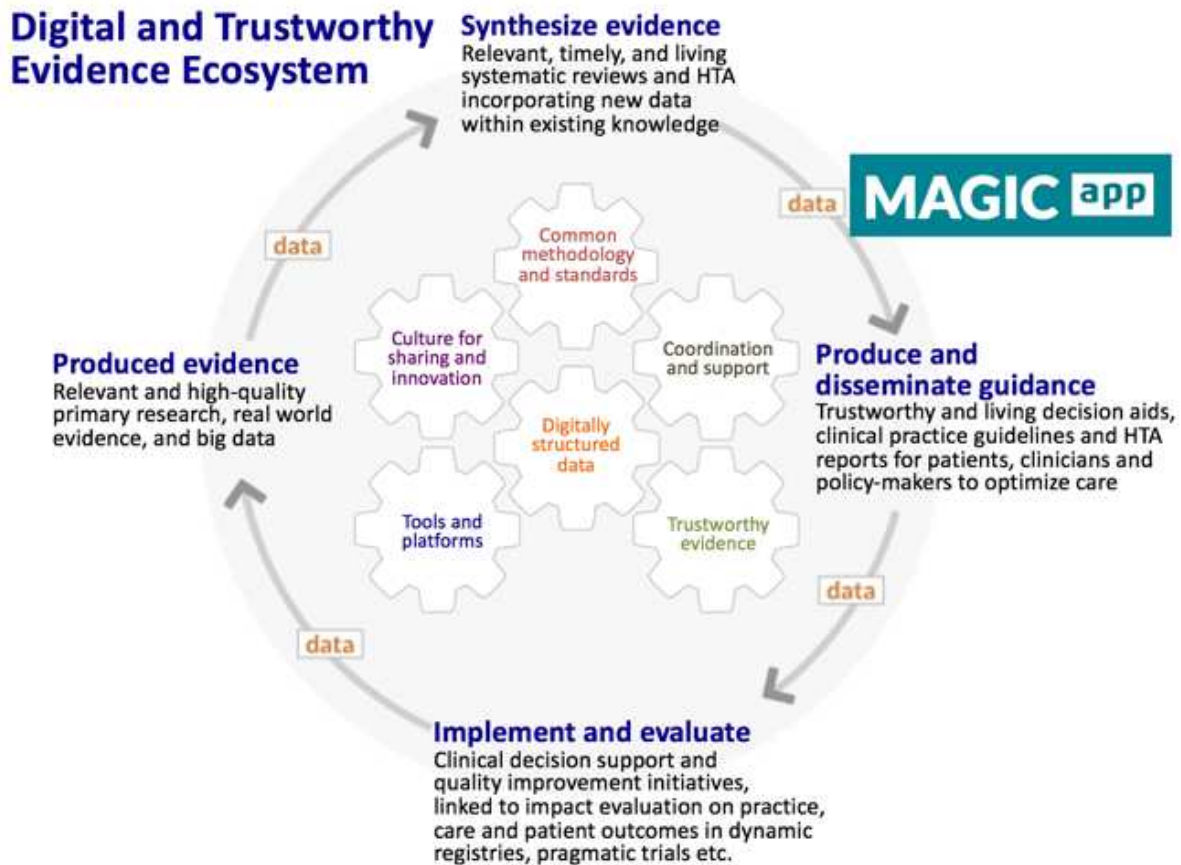 Digital and Trustworthy
Evidence Ecosystem
Synthesize evidence
Relevant, timely, and living
systematic reviews and HTA
incorporating new data
within existing knowledge
data
MAGIC app
data
Common
methodology
and standards
Culture for
sharing and
innovation
Coordination
and support
Digitally
structured
data
Tools and
platforms
Trustworthy
evidence
Produced evidence
Relevant and high-quality
primary research, real world
evidence, and big data
Produce and
disseminate guidance
Trustworthy and living decision aids,
clinical practice guidelines and HTA
reports for patients, clinicians and
policy-makers to optimize care
data
data
Implement and evaluate
Clinical decision support and
quality improvement initiatives,
linked to impact evaluation on practice,
care and patient outcomes in dynamic
registries, pragmatic trials etc.